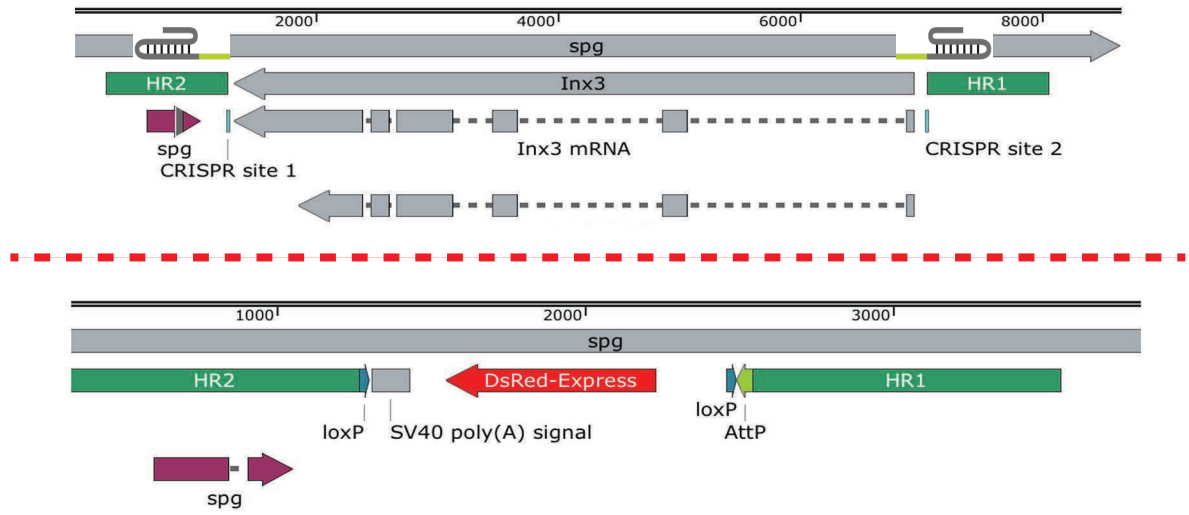 2000 4000 6000 8000
spg
HR2 Inx3 HR1
spg Inx3 mRNA CRISPR site 2
CRISPR site 1
1000 2000 3000
spg
HR2 DsRed-Express HR1
loxP SV40 poly(A) signal loxP AttP
spg